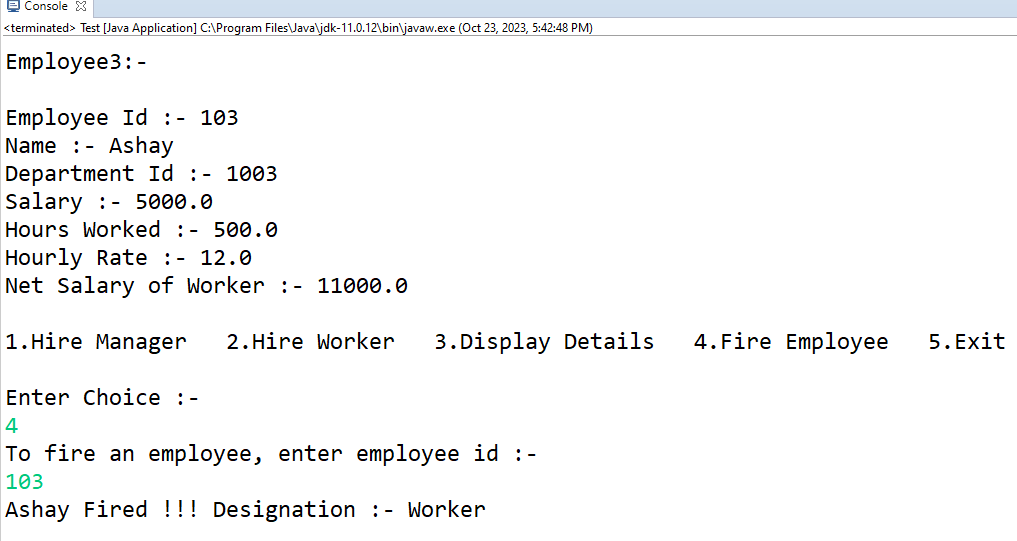 Console
<terminated> Test [Java Application] C:\Program Files\Java\jdk-11.0.12\bin\javaw.exe (Oct 23, 2023, 5:42:48 PM)
Employee3:-
Employee Id :- 103
Name :- Ashay
Department Id :- 1003
Salary :- 5000.0
Hours Worked :- 500.0
Hourly Rate :- 12.0
Net Salary of Worker :- 11000.0
1.Hire Manager   2.Hire Worker   3.Display Details   4.Fire Employee   5.Exit
Enter Choice :-
4
To fire an employee, enter employee id :-
103
Ashay Fired !!! Designation :- Worker